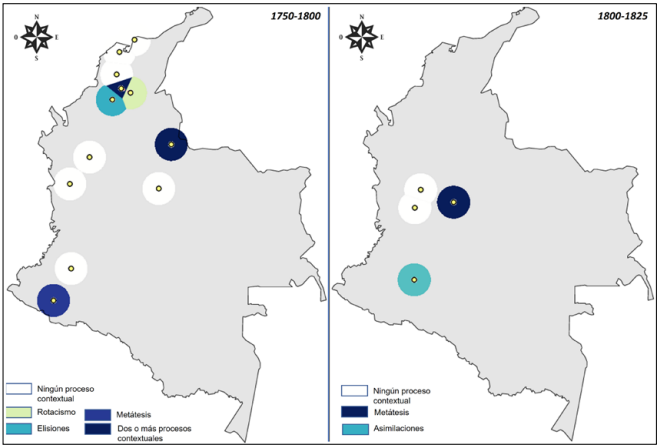 1750-1800
N
O E
S
Ningún proceso
contextual
Rotacismo
Metátesis
Elisiones
Dos o más procesos
contextuales
1800-1825
N
O E
S
Ningún proceso
contextual
Metátesis
Asimilaciones